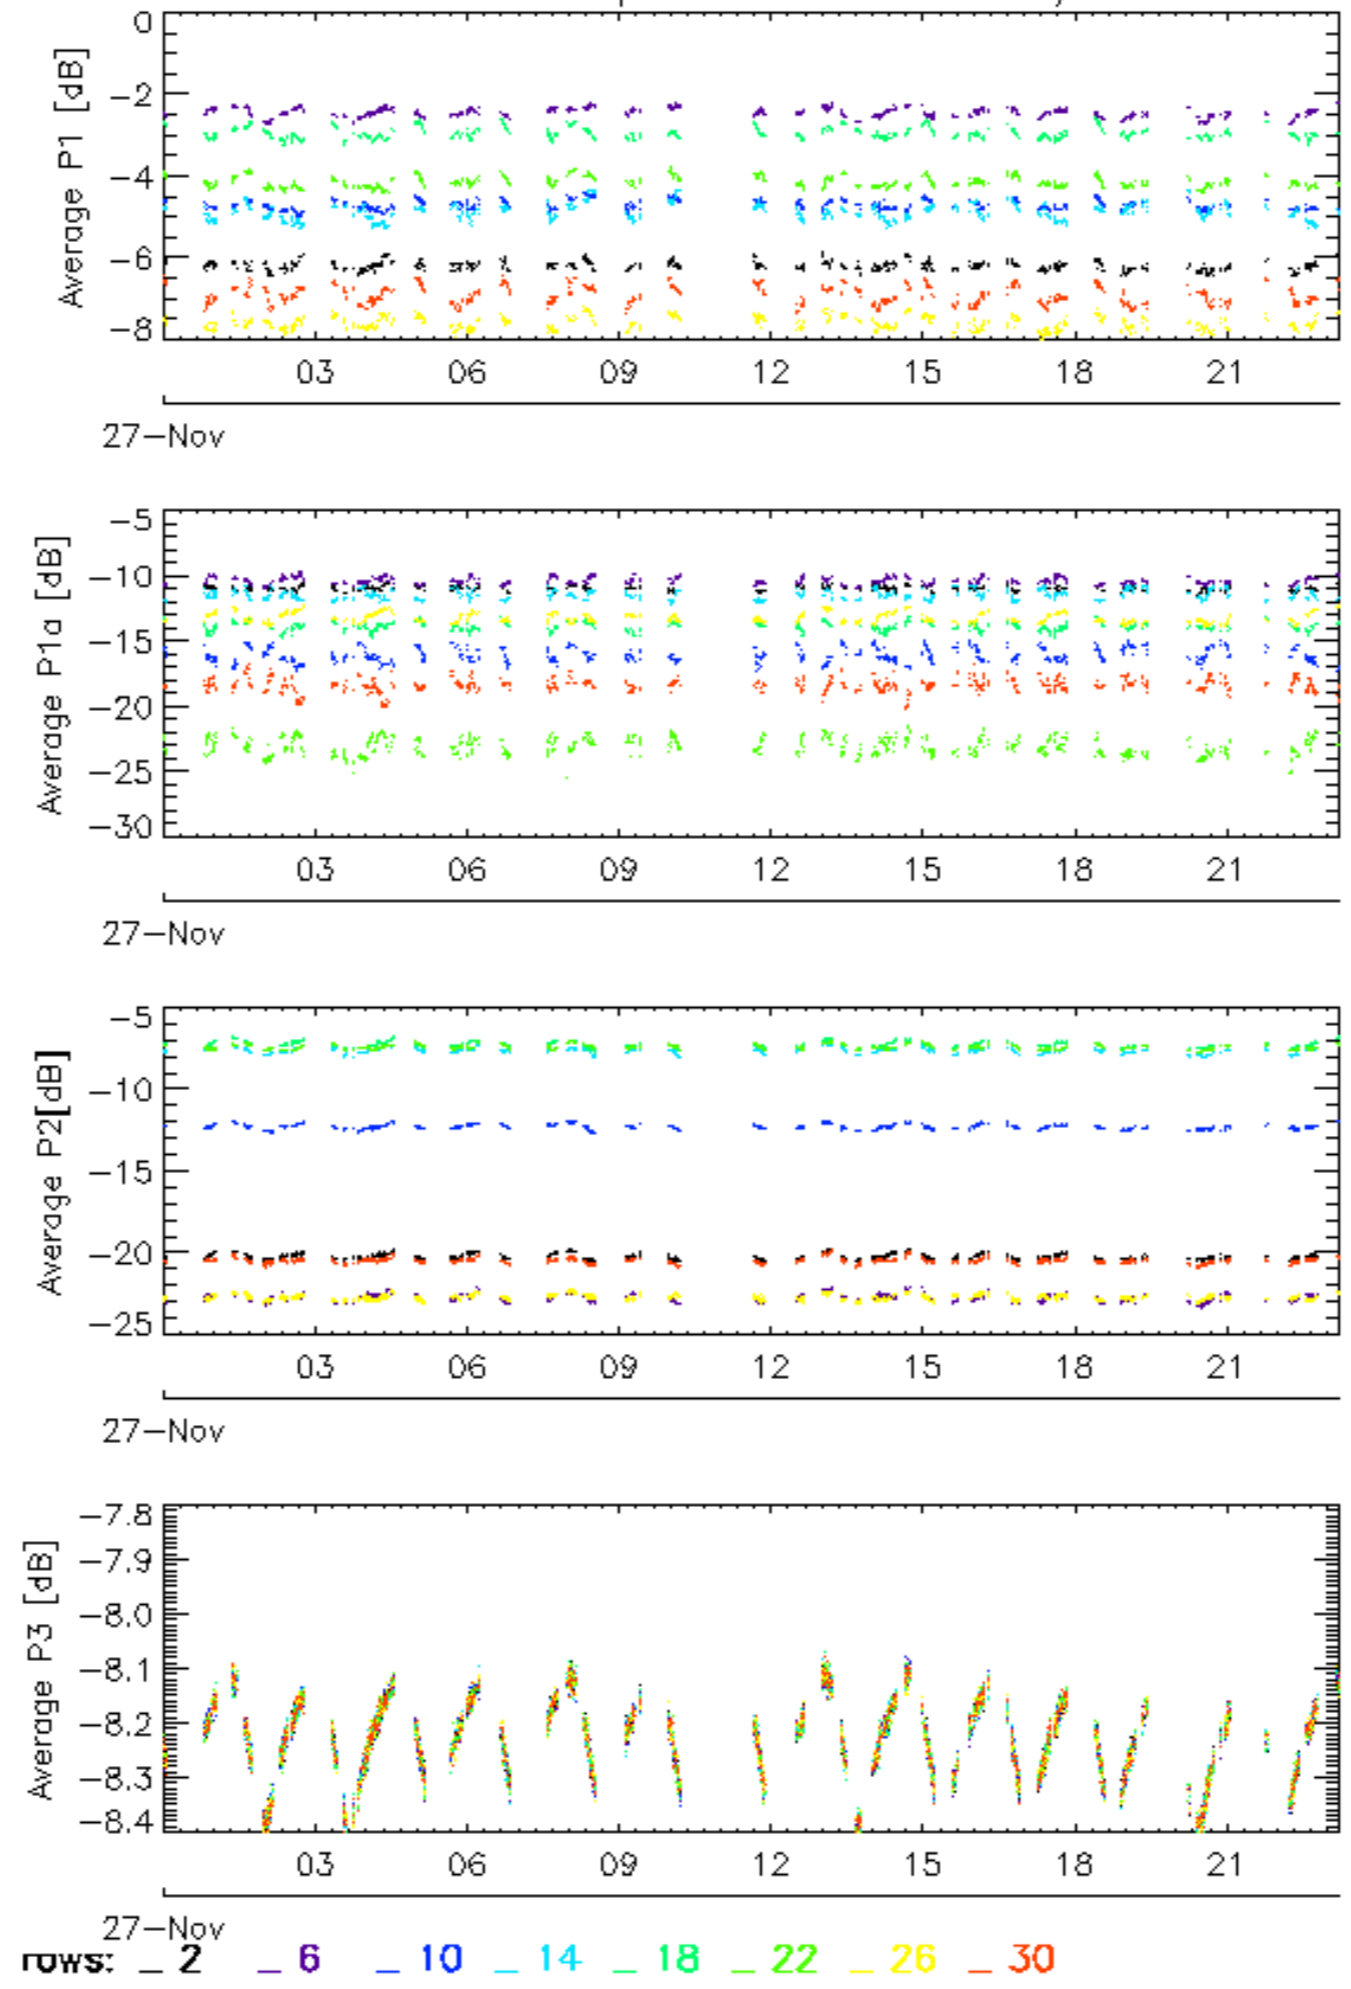 0
−2
−4
−6
−8
Average P1 [dB]
03 06 09 12 15 18 21
27−Nov
−5
−10
−15
−20
−25
−30
Average P1a [dB]
03 06 09 12 15 18 21
27−Nov
−5
−10
−15
−20
−25
Average P2[dB]
03 06 09 12 15 18 21
27−Nov
−7.8
−7.9
−8.0
−8.1
−8.2
−8.3
−8.4
Average P3 [dB]
03 06 09 12 15 18 21
27−Nov
rows: _ 2 _ 6 _ 10 _ 14 _ 18 _ 22 _ 26 _ 30